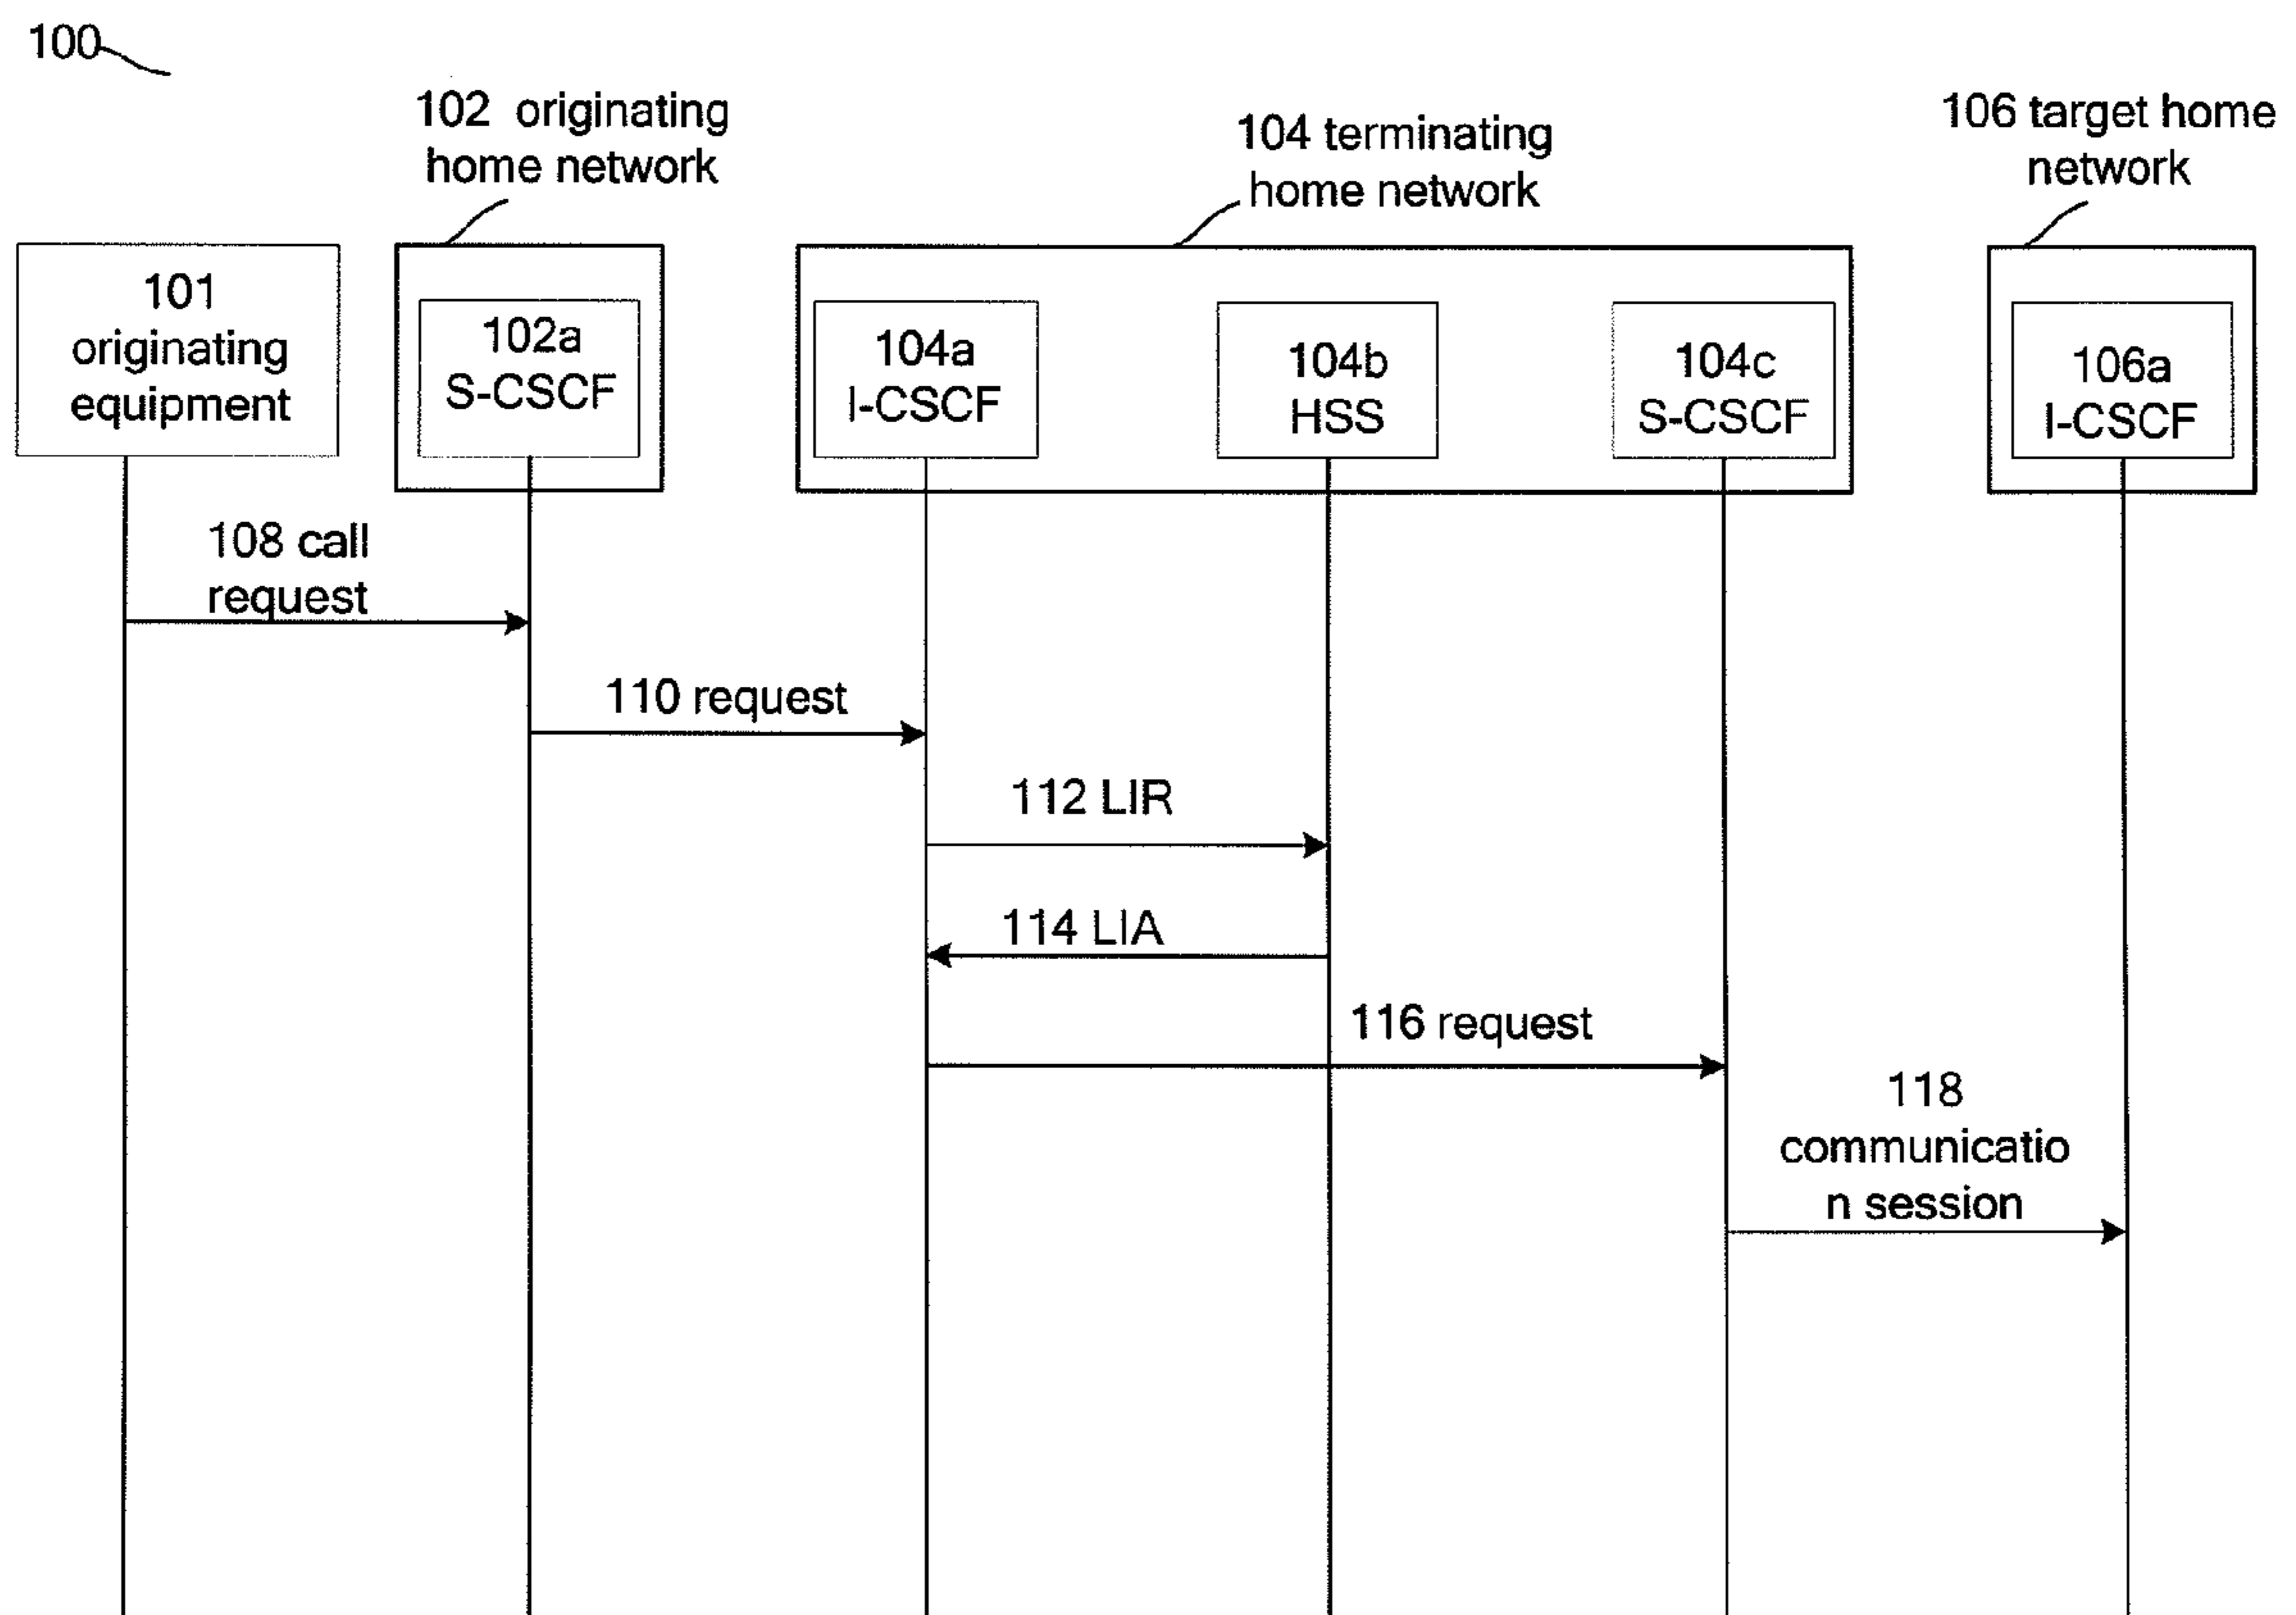 100
102 originating
home network
104 terminating
home network
106 target home
network
101
originating
equipment
102a
S-CSCF
104a
I-CSCF
104b
HSS
104c
S-CSCF
106a
I-CSCF
108 call
request
110 request
112 LIR
114 LIA
116 request
118
communicatio
n session